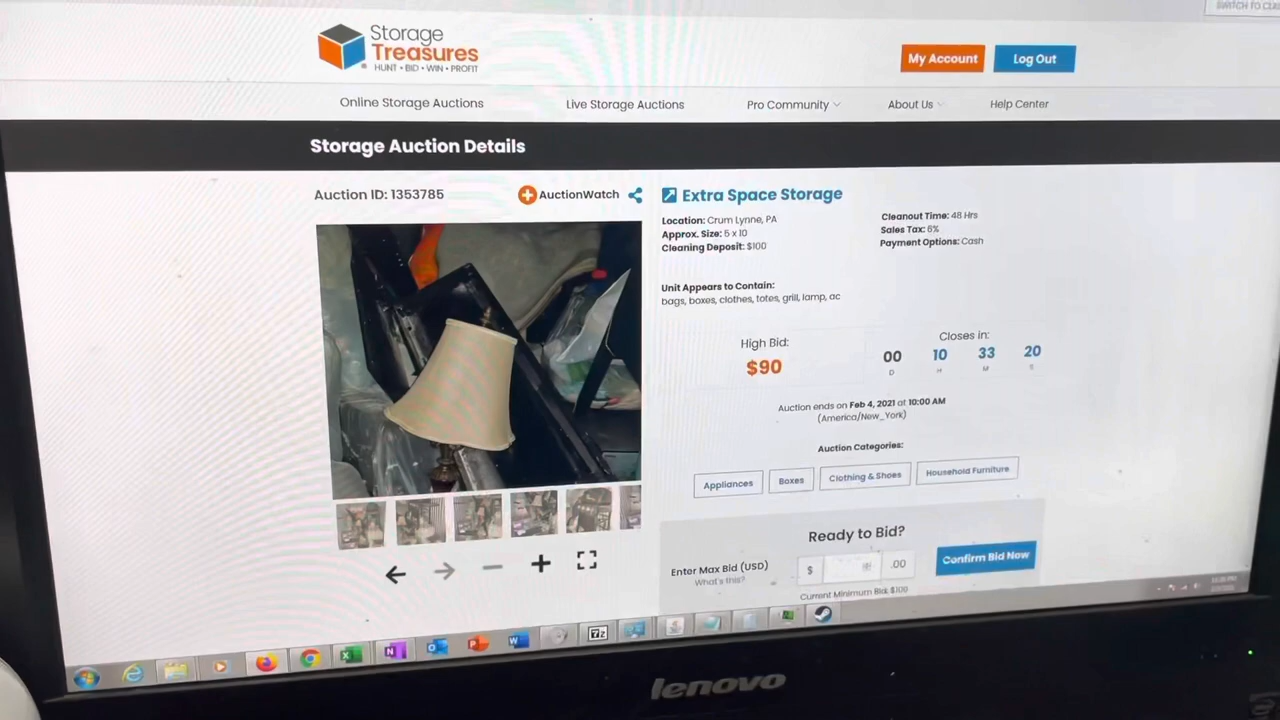 SWITCH TO
Storage
Treasures
HUNT • BID • WIN • PROFIT
My Account
Log Out
Online Storage Auctions
Live Storage Auctions
Pro Community
About Us
Help Center
Storage Auction Details
Auction ID: 1353785
AuctionWatch
Extra Space Storage
Location: Crum Lynne, PA
Approx. Size: 5 x 10
Cleaning Deposit: $100
Cleanout Time: 48 Hrs
Sales Tax: 6%
Payment Options: Cash
Unit Appears to Contain:
bags, boxes, clothes, totes, grill, lamp, ac
High Bid:
$90
Closes in:
00 10 33 20
D H M S
Auction ends on Feb 4, 2021 at 10:00 AM
(America/New_York)
Auction Categories:
Appliances
Boxes
Clothing & Shoes
Household Furniture
Ready to Bid?
Enter Max Bid (USD)
What's this?
$
.00
Confirm Bid Now
Current Minimum Bid: $100
7z
lenovo